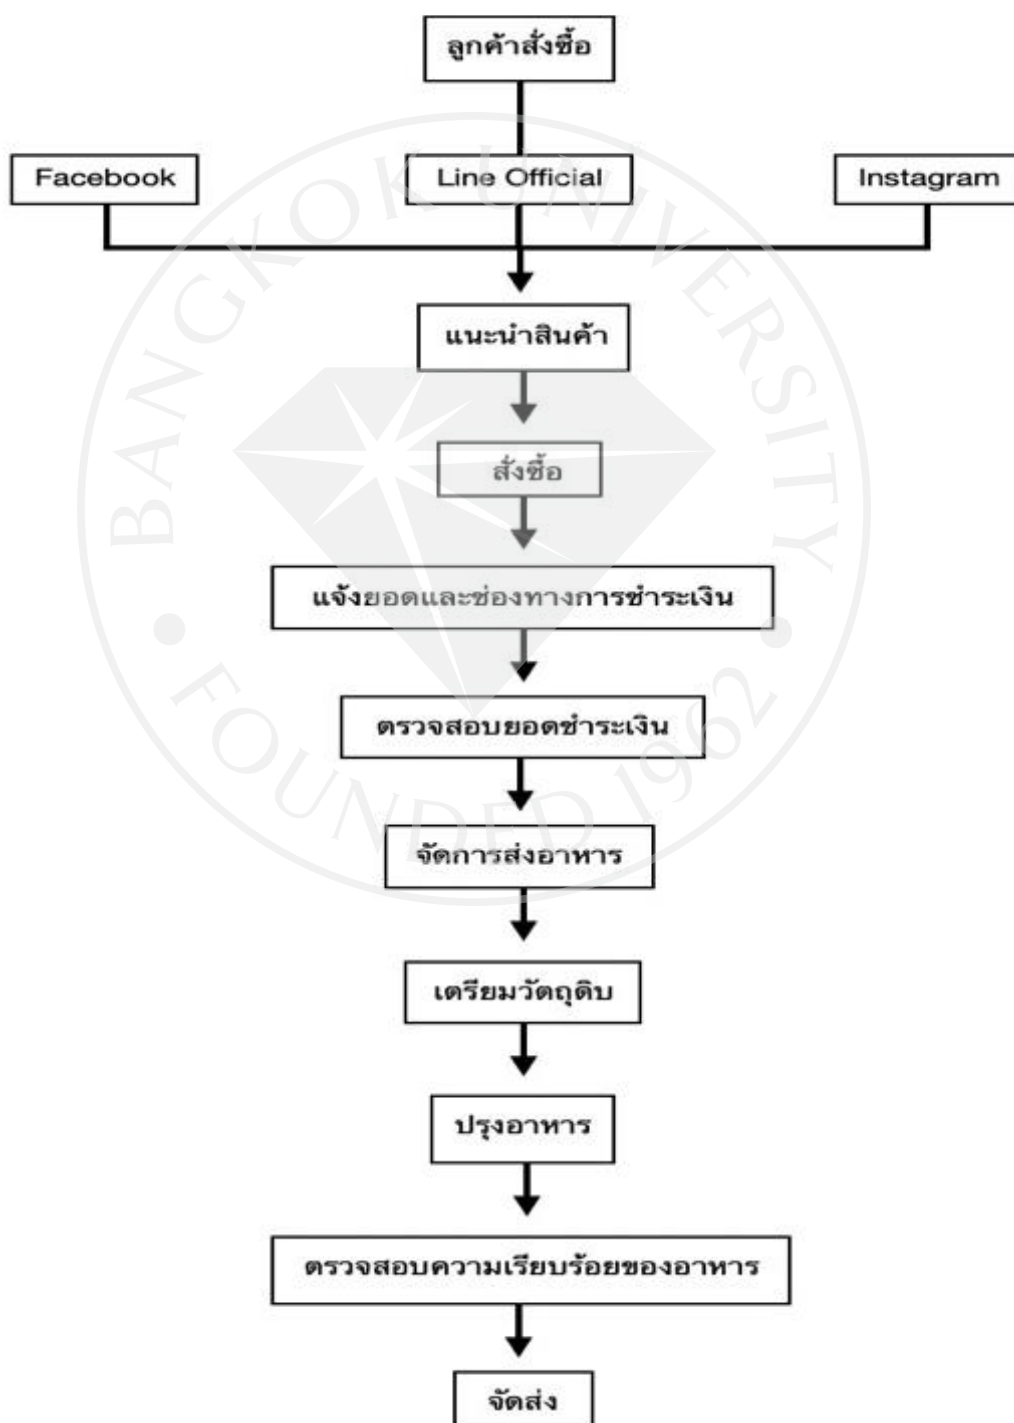 ลูกค้าสั่งซื้อ
Facebook
Line Official
Instagram
แนะนำสินค้า
สั่งซื้อ
แจ้งยอดและช่องทางการชำระเงิน
ตรวจสอบยอดชำระเงิน
จัดการส่งอาหาร
เตรียมวัตถุดิบ
ปรุงอาหาร
ตรวจสอบความเรียบร้อยของอาหาร
จัดส่ง
BANGKOK UNIVERSITY
FOUNDED 1962